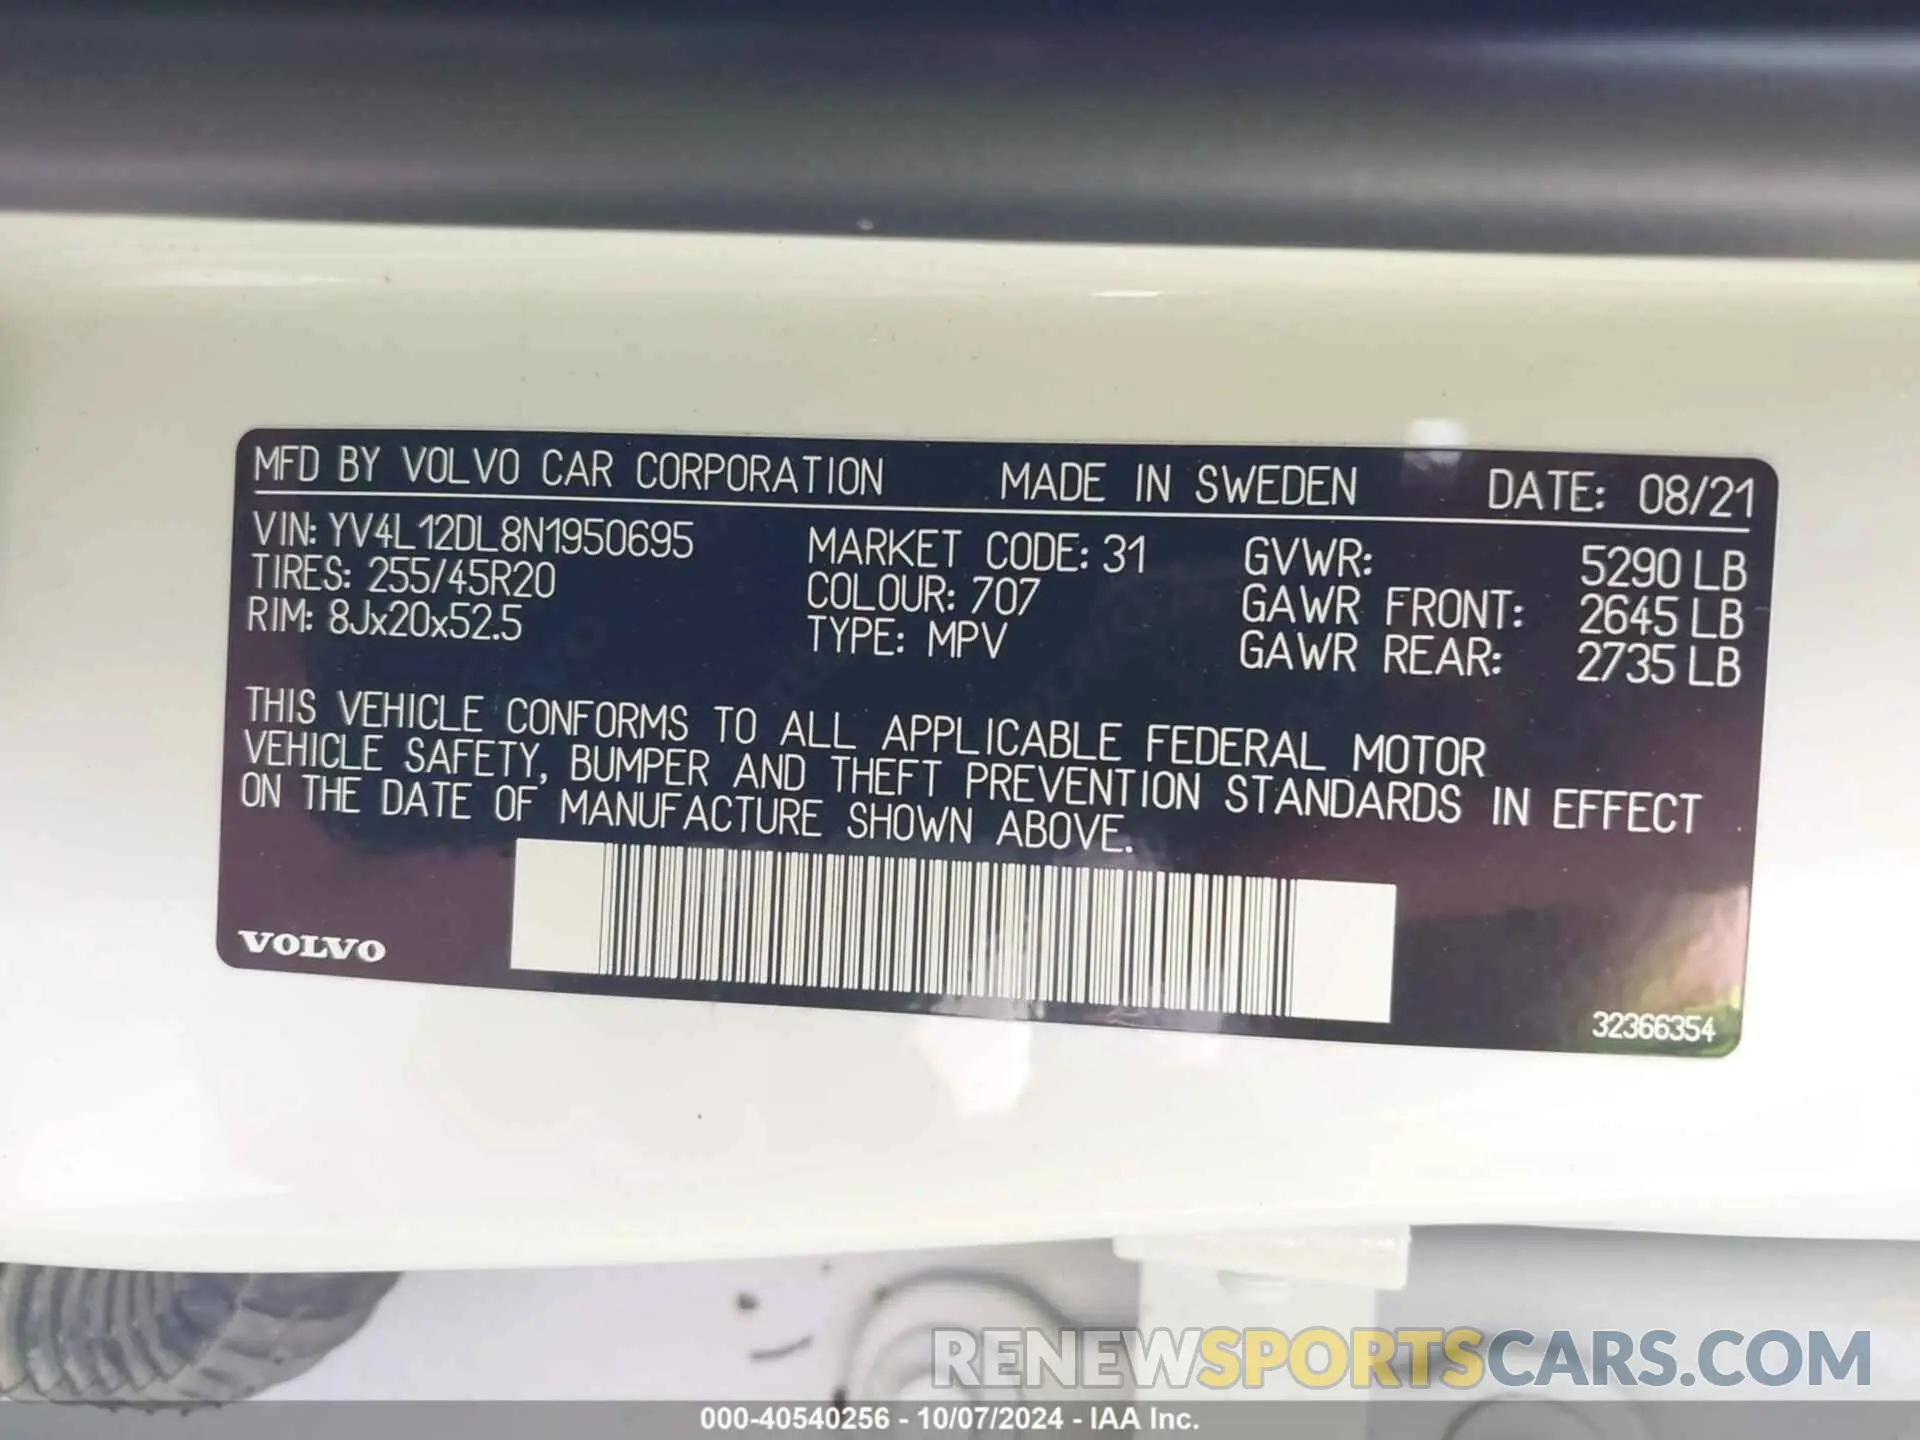 MFD BY VOLVO CAR CORPORATION MADE IN SWEDEN DATE: 08/21
VIN: YV4L12DL8N1950695 MARKET CODE: 31 GVWR: 5290 LB
TIRES: 255/45R20 COLOUR: 707 GAWR FRONT: 2645 LB
RIM: 8Jx20x52.5 TYPE: MPV GAWR REAR: 2735 LB
THIS VEHICLE CONFORMS TO ALL APPLICABLE FEDERAL MOTOR
VEHICLE SAFETY, BUMPER AND THEFT PREVENTION STANDARDS IN EFFECT
ON THE DATE OF MANUFACTURE SHOWN ABOVE.
VOLVO
32366354
RENEWSPORTSCARS.COM
000-40540256 - 10/07/2024 - IAA Inc.